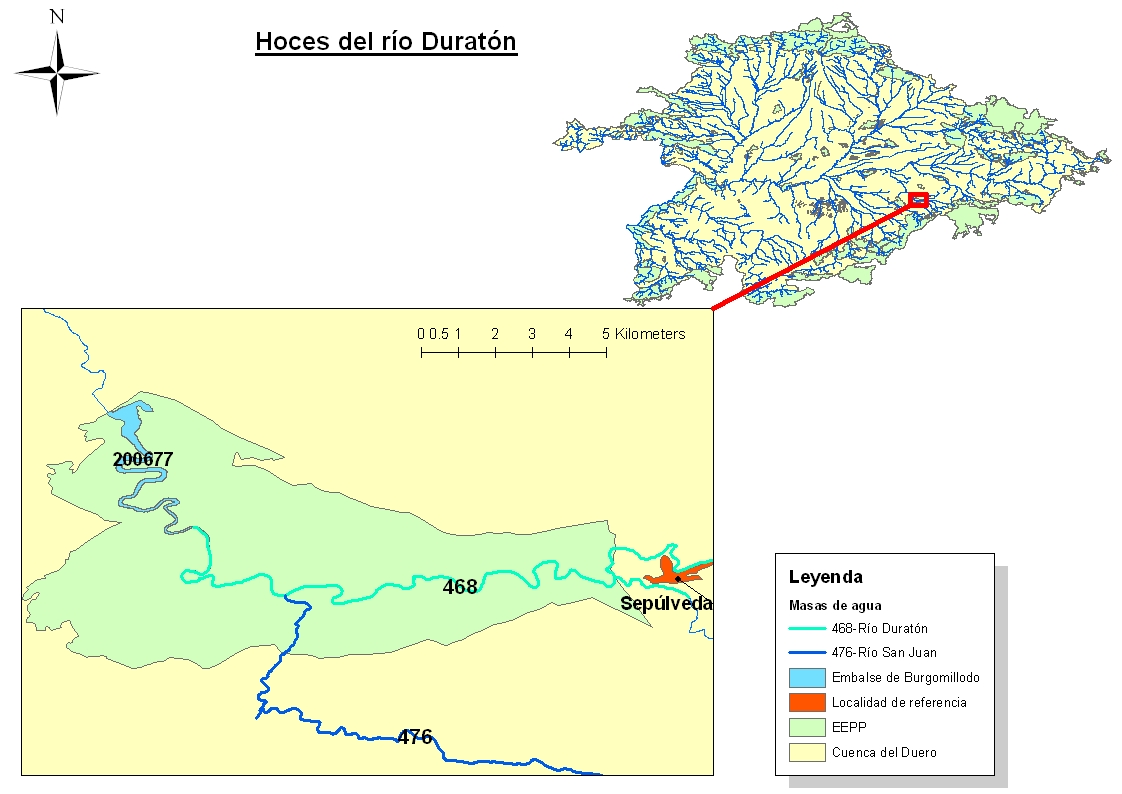 N
Hoces del río Duratón
0 0.5 1 2 3 4 5 Kilometers
200677
468
Sepúlveda
476
Leyenda
Masas de agua
468-Río Duratón
476-Río San Juan
Embalse de Burgomillodo
Localidad de referencia
EEPP
Cuenca del Duero